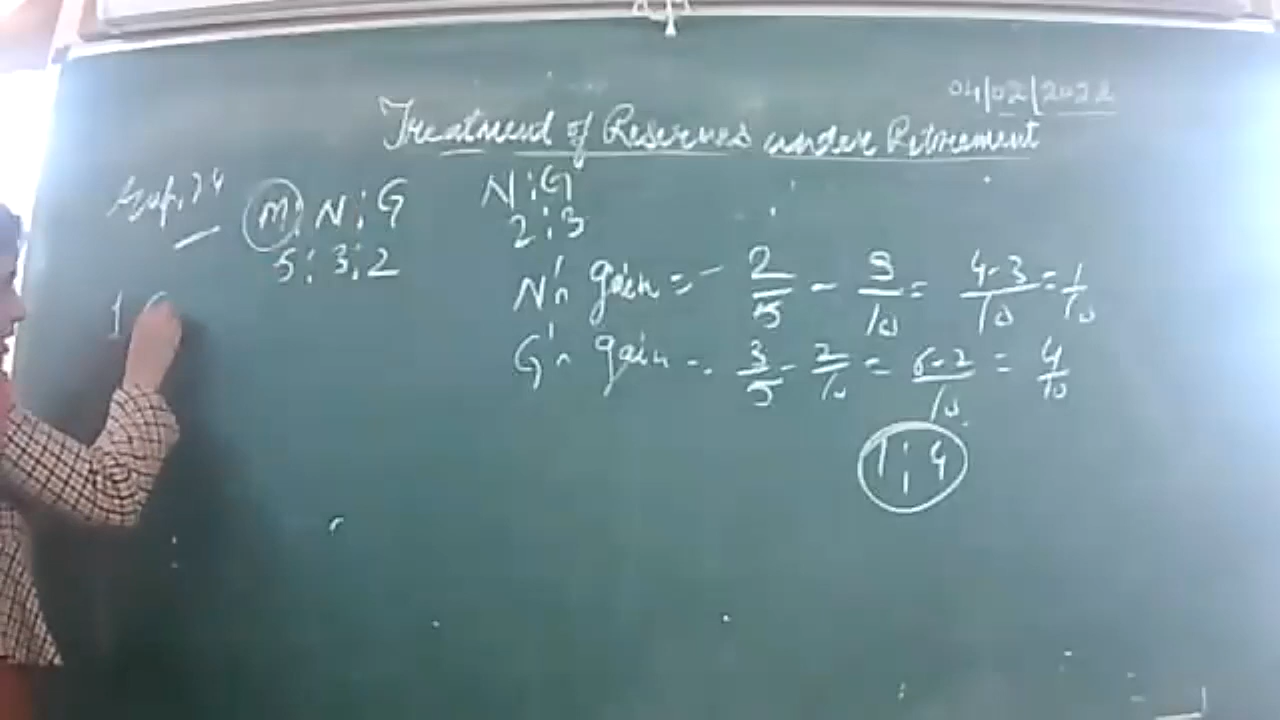 04/02/2022
Treatment of Reserves under Retirement
M : N : G
5 : 3 : 2
N : G
2 : 3
N's gain = 2/5 - 3/10 = 4-3/10 = 1/10
G's gain - 3/5 - 2/10 = 6-2/10 = 4/10
1 : 4
1